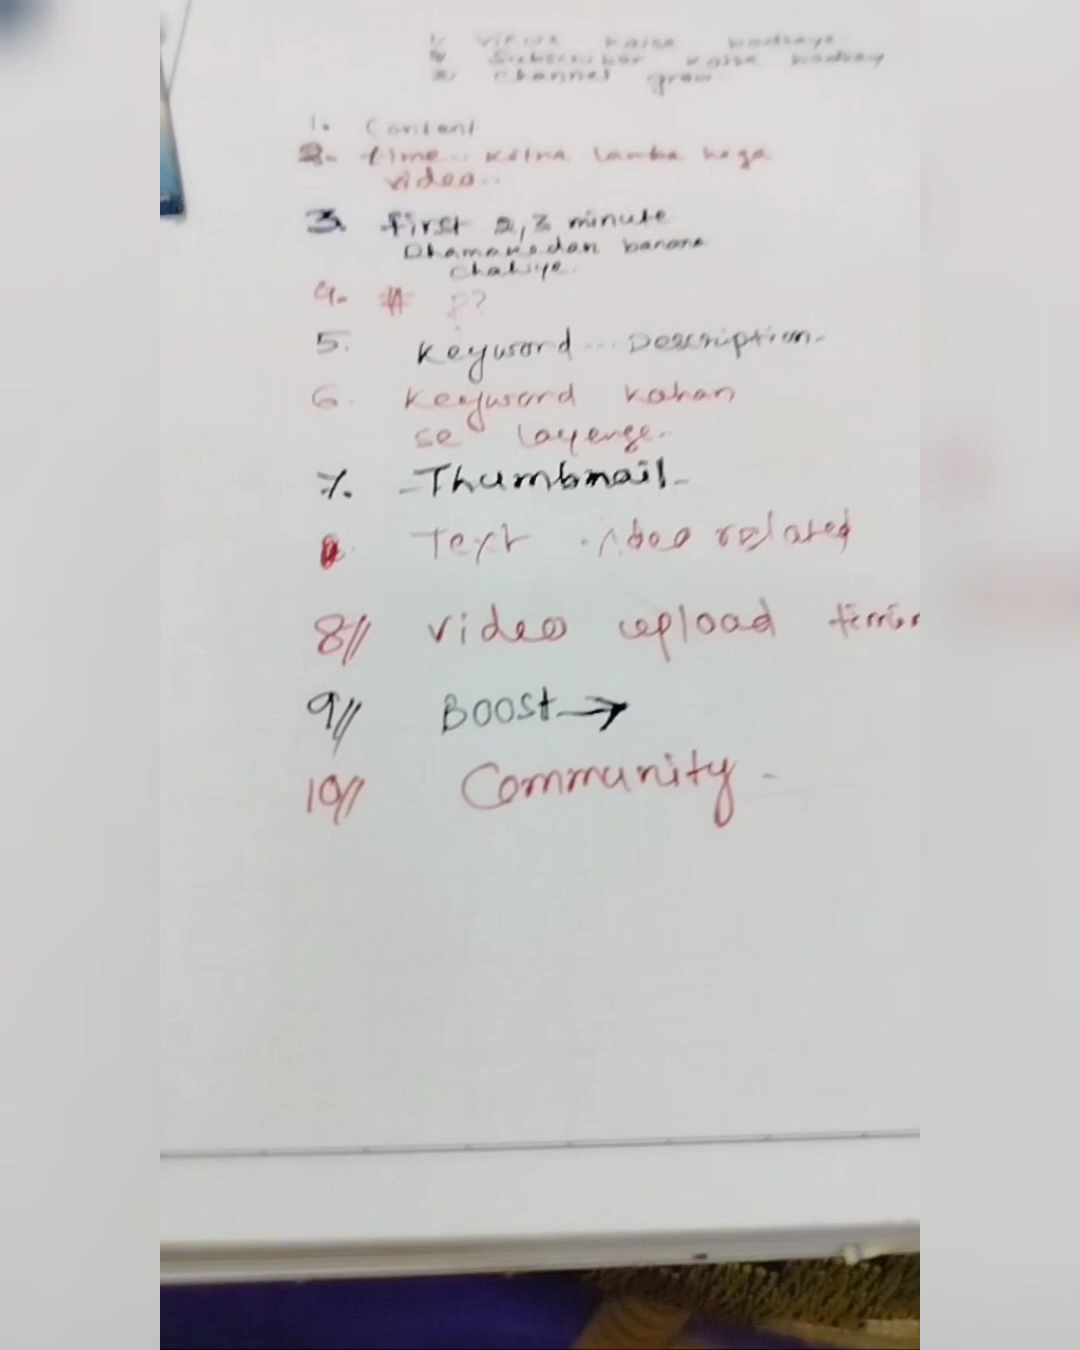 1/ views kaise badhaye
2/ Subscriber kaise badhay
3/ Channel grow
1. Content
2. time.. kitna lamba hoga
video..
3. first 2,3 minute
Dhamakedar banana
chahiye.
4. # ??
5. Keyword... Description.
6. Keyword kahan
se layenge..
7. Thumbnail
Text video related
8// video upload timin
9// BOOST →
10// Community